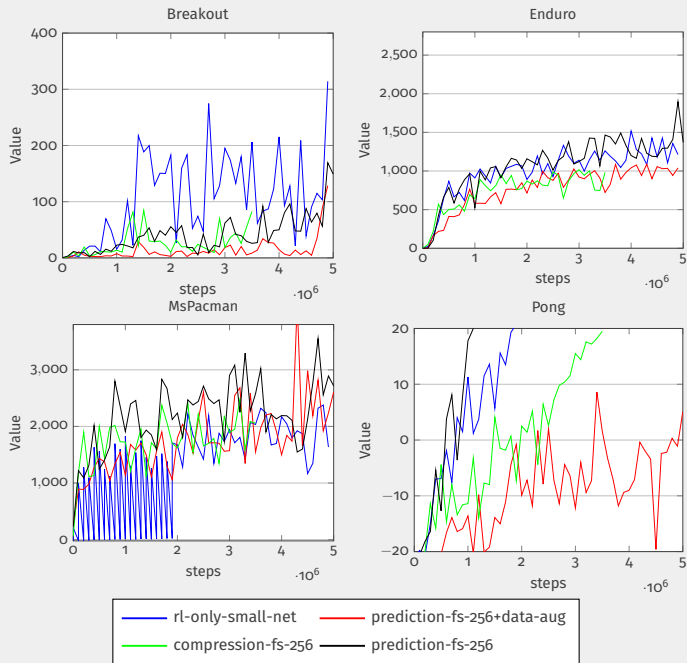 Breakout
Enduro
400
300
200
100
0
Value
0 1 2 3 4 5
steps
·10⁶
2,500
2,000
1,500
1,000
500
0
Value
0 1 2 3 4 5
steps
·10⁶
MsPacman
Pong
3,000
2,000
1,000
0
Value
0 1 2 3 4 5
steps
·10⁶
20
10
0
−10
−20
Value
0 1 2 3 4 5
steps
·10⁶
rl-only-small-net
prediction-fs-256+data-aug
compression-fs-256
prediction-fs-256